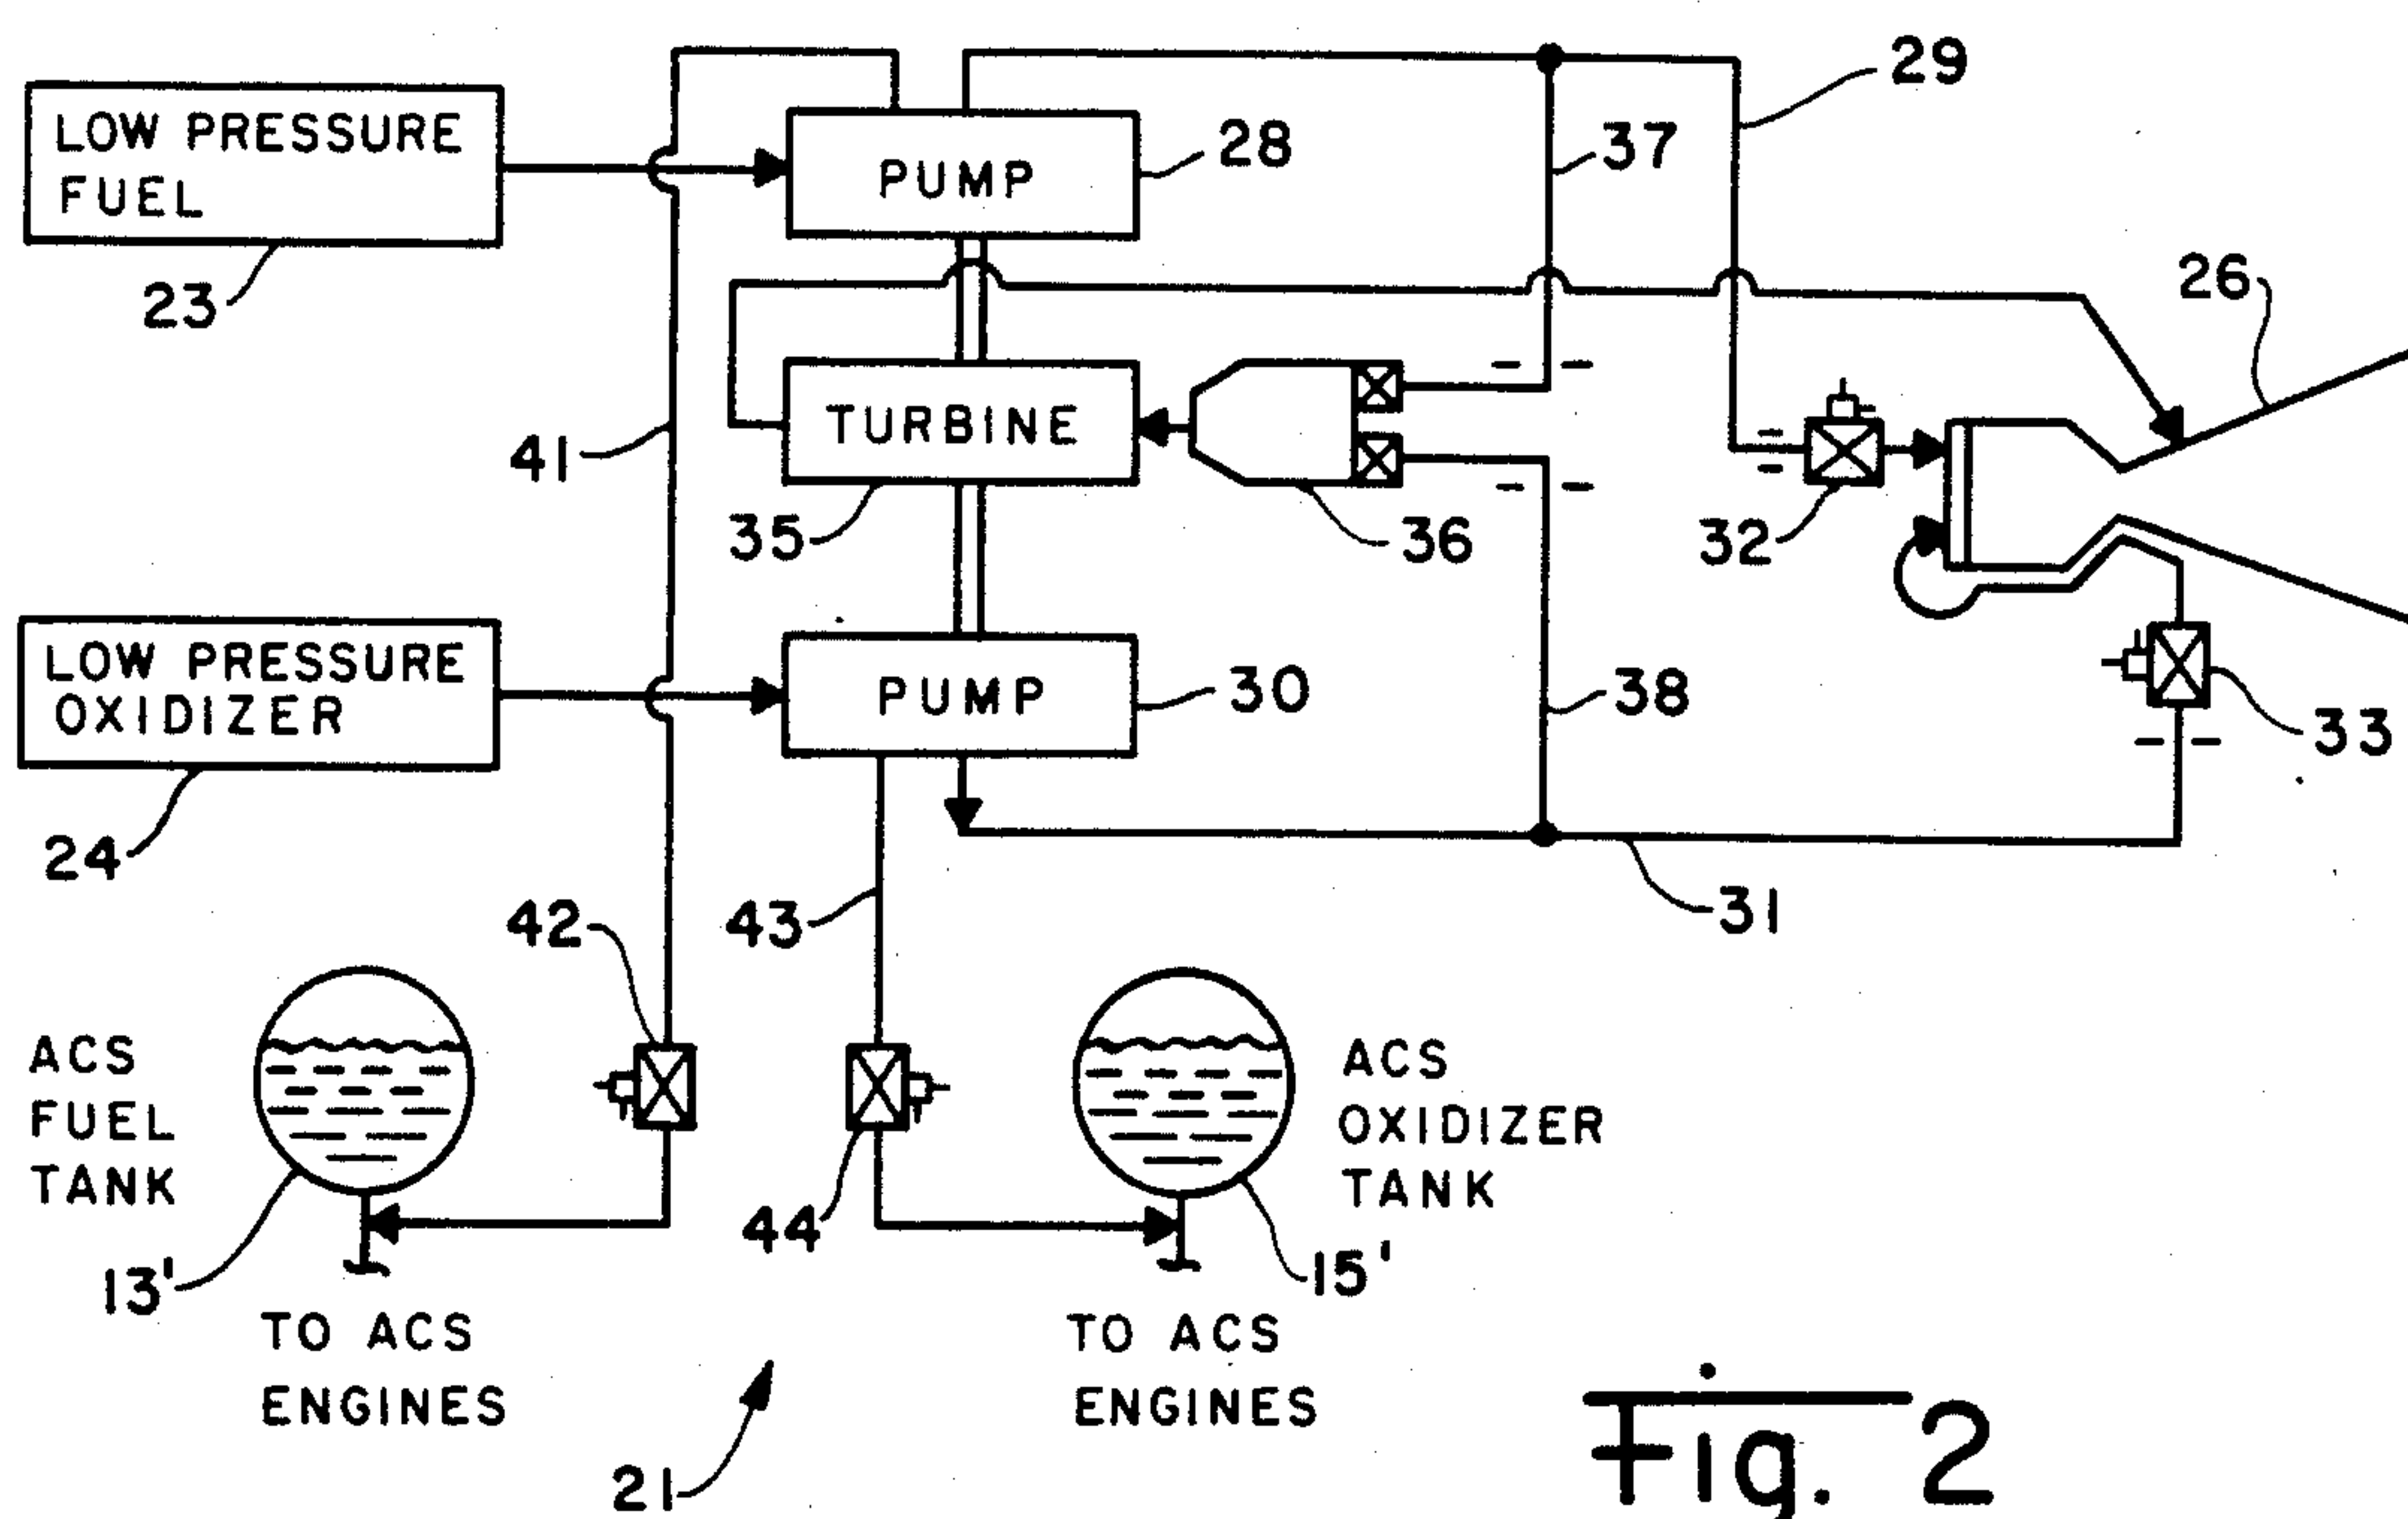 29
LOW PRESSURE
FUEL
PUMP
28
37
23
26
TURBINE
41
35
36
32
LOW PRESSURE
OXIDIZER
PUMP
30
38
33
24
31
42
43
ACS
FUEL
TANK
ACS
OXIDIZER
TANK
44
13'
15'
TO ACS
ENGINES
TO ACS
ENGINES
21
Fig. 2